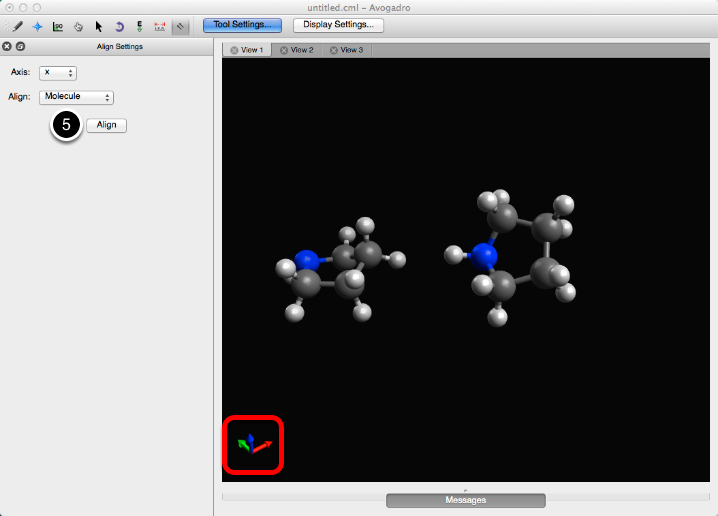 untitled.cml – Avogadro
E
Tool Settings...
Display Settings...
Align Settings
View 1
View 2
View 3
Axis:
x
Align:
Molecule
5
Align
Messages